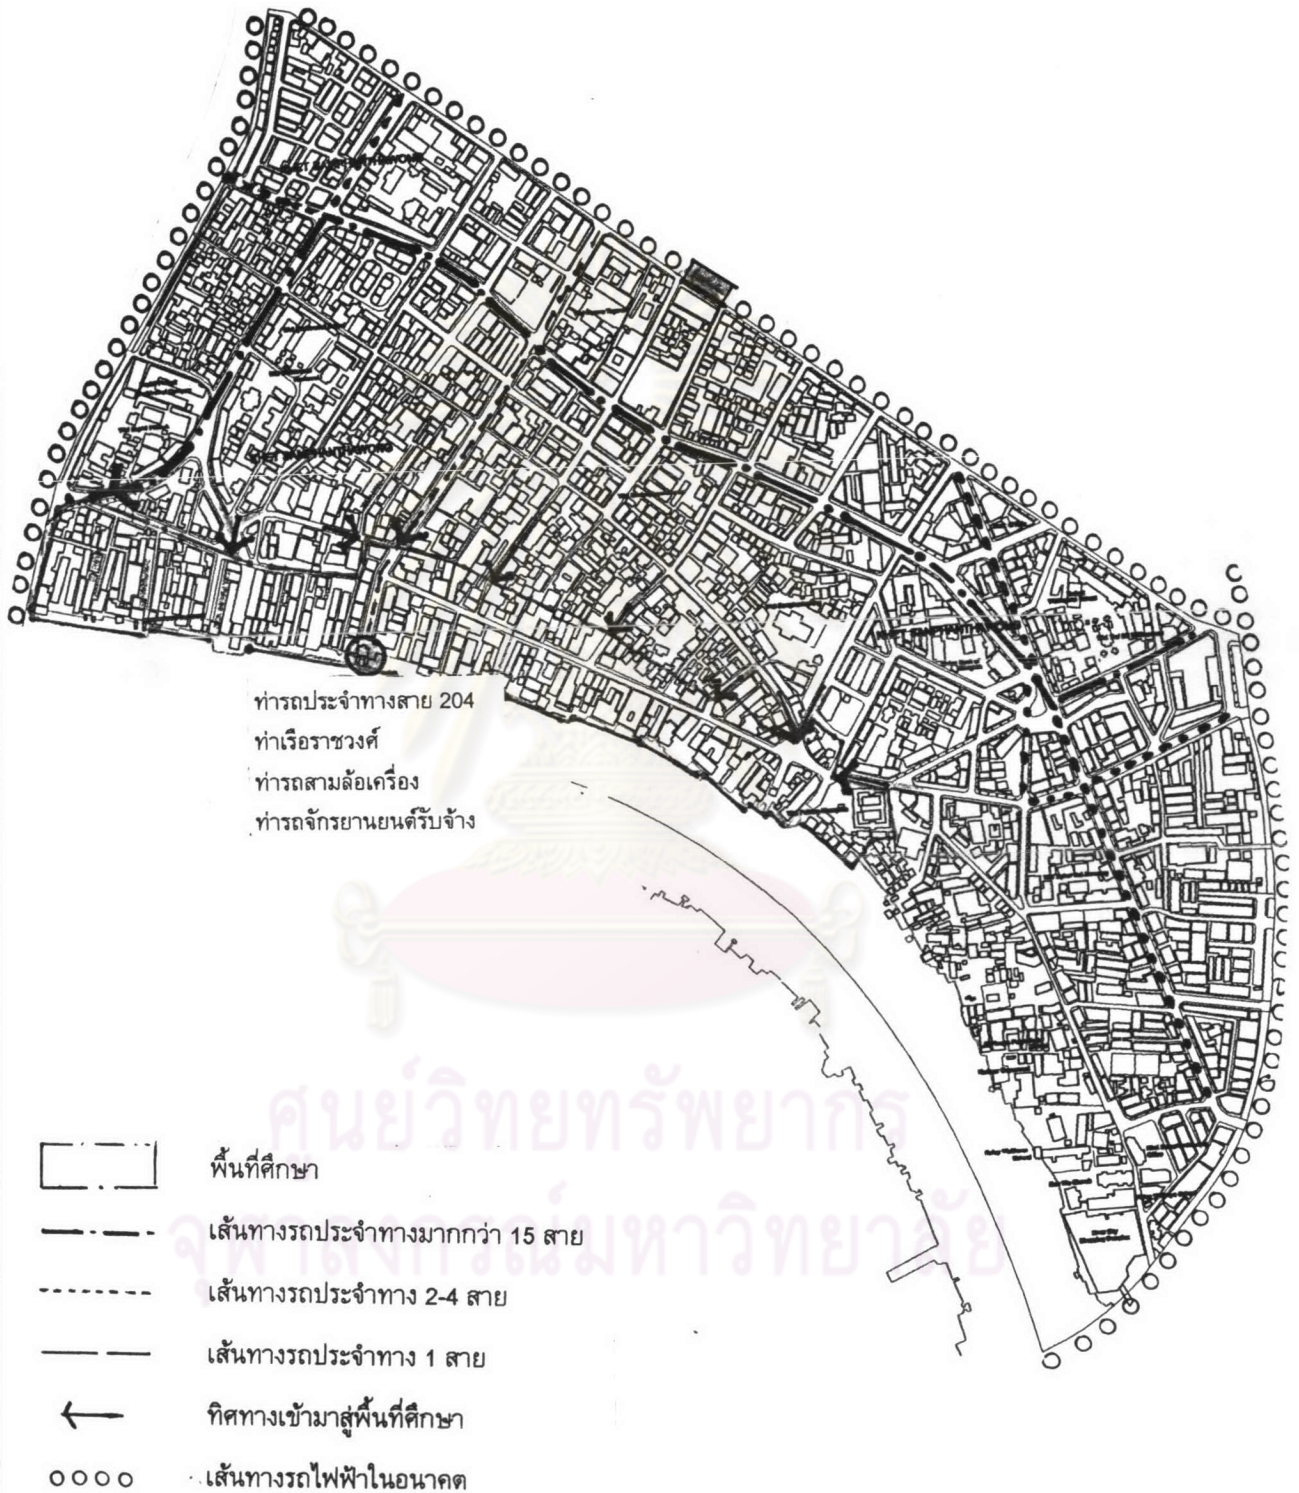 KHET SAMPHANTHAWONG
KHET SAMPHANTHAWONG
KHET SAMPHANTHAWONG
ท่ารถประจำทางสาย 204
ท่าเรือราชวงศ์
ท่ารถสามล้อเครื่อง
ท่ารถจักรยานยนต์รับจ้าง
ศูนย์วิทยทรัพยากร
จุฬาลงกรณ์มหาวิทยาลัย
พื้นที่ศึกษา
เส้นทางรถประจำทางมากกว่า 15 สาย
เส้นทางรถประจำทาง 2-4 สาย
เส้นทางรถประจำทาง 1 สาย
ทิศทางเข้ามาสู่พื้นที่ศึกษา
เส้นทางรถไฟฟ้าในอนาคต